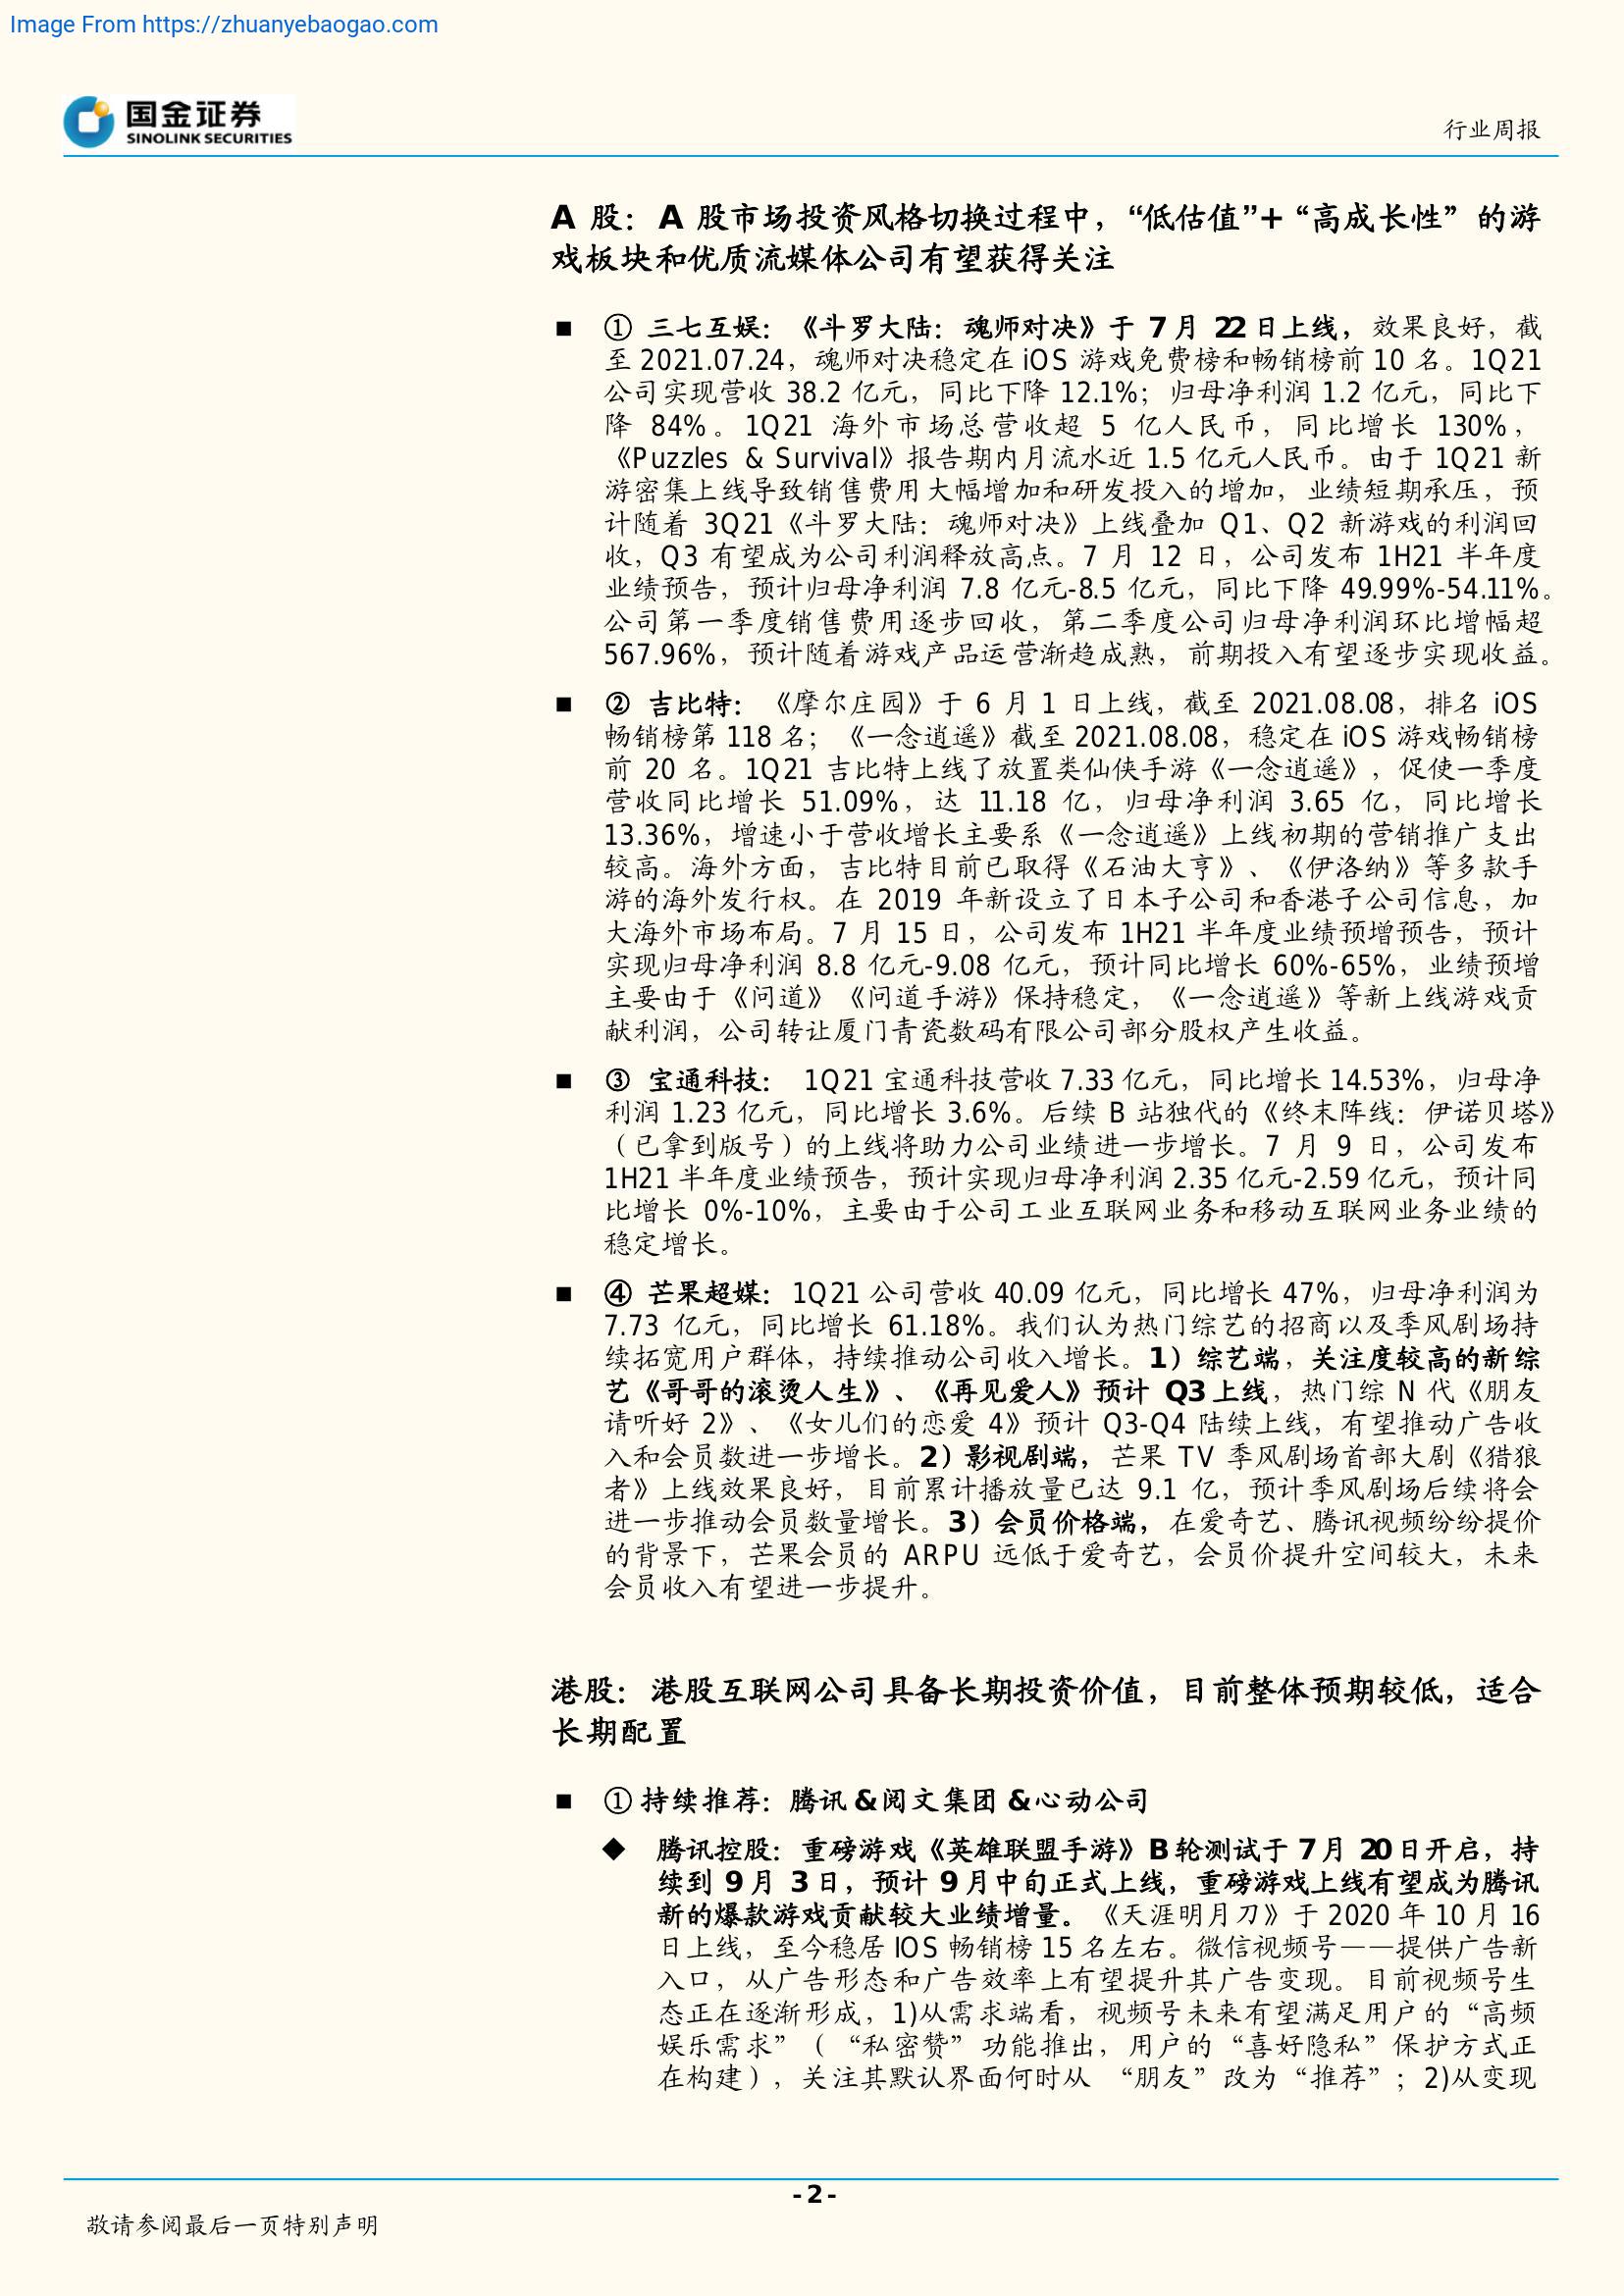 Image From https://zhuanyebaogao.com
国金证券
SINOLINK SECURITIES
行业周报
A 股：A 股市场投资风格切换过程中，“低估值”+“高成长性”的游
戏板块和优质流媒体公司有望获得关注
■ ① 三七互娱：《斗罗大陆：魂师对决》于 7 月 22 日上线，效果良好，截
至 2021.07.24，魂师对决稳定在 iOS 游戏免费榜和畅销榜前 10 名。1Q21
公司实现营收 38.2 亿元，同比下降 12.1%；归母净利润 1.2 亿元，同比下
降 84%。1Q21 海外市场总营收超 5 亿人民币，同比增长 130%，
《Puzzles & Survival》报告期内月流水近 1.5 亿元人民币。由于 1Q21 新
游密集上线导致销售费用大幅增加和研发投入的增加，业绩短期承压，预
计随着 3Q21《斗罗大陆：魂师对决》上线叠加 Q1、Q2 新游戏的利润回
收，Q3 有望成为公司利润释放高点。7 月 12 日，公司发布 1H21 半年度
业绩预告，预计归母净利润 7.8 亿元-8.5 亿元，同比下降 49.99%-54.11%。
公司第一季度销售费用逐步回收，第二季度公司归母净利润环比增幅超
567.96%，预计随着游戏产品运营渐趋成熟，前期投入有望逐步实现收益。
■ ② 吉比特：《摩尔庄园》于 6 月 1 日上线，截至 2021.08.08，排名 iOS
畅销榜第 118 名；《一念逍遥》截至 2021.08.08，稳定在 iOS 游戏畅销榜
前 20 名。1Q21 吉比特上线了放置类仙侠手游《一念逍遥》，促使一季度
营收同比增长 51.09%，达 11.18 亿，归母净利润 3.65 亿，同比增长
13.36%，增速小于营收增长主要系《一念逍遥》上线初期的营销推广支出
较高。海外方面，吉比特目前已取得《石油大亨》、《伊洛纳》等多款手
游的海外发行权。在 2019 年新设立了日本子公司和香港子公司信息，加
大海外市场布局。7 月 15 日，公司发布 1H21 半年度业绩预增预告，预计
实现归母净利润 8.8 亿元-9.08 亿元，预计同比增长 60%-65%，业绩预增
主要由于《问道》《问道手游》保持稳定，《一念逍遥》等新上线游戏贡
献利润，公司转让厦门青瓷数码有限公司部分股权产生收益。
■ ③ 宝通科技： 1Q21 宝通科技营收 7.33 亿元，同比增长 14.53%，归母净
利润 1.23 亿元，同比增长 3.6%。后续 B 站独代的《终末阵线：伊诺贝塔》
（已拿到版号）的上线将助力公司业绩进一步增长。7 月 9 日，公司发布
1H21 半年度业绩预告，预计实现归母净利润 2.35 亿元-2.59 亿元，预计同
比增长 0%-10%，主要由于公司工业互联网业务和移动互联网业务业绩的
稳定增长。
■ ④ 芒果超媒：1Q21 公司营收 40.09 亿元，同比增长 47%，归母净利润为
7.73 亿元，同比增长 61.18%。我们认为热门综艺的招商以及季风剧场持
续拓宽用户群体，持续推动公司收入增长。1）综艺端，关注度较高的新综
艺《哥哥的滚烫人生》、《再见爱人》预计 Q3 上线，热门综 N 代《朋友
请听好 2》、《女儿们的恋爱 4》预计 Q3-Q4 陆续上线，有望推动广告收
入和会员数进一步增长。2）影视剧端，芒果 TV 季风剧场首部大剧《猎狼
者》上线效果良好，目前累计播放量已达 9.1 亿，预计季风剧场后续将会
进一步推动会员数量增长。3）会员价格端，在爱奇艺、腾讯视频纷纷提价
的背景下，芒果会员的 ARPU 远低于爱奇艺，会员价提升空间较大，未来
会员收入有望进一步提升。
港股：港股互联网公司具备长期投资价值，目前整体预期较低，适合
长期配置
■ ① 持续推荐：腾讯&阅文集团&心动公司
◆ 腾讯控股：重磅游戏《英雄联盟手游》B 轮测试于 7 月 20 日开启，持
续到 9 月 3 日，预计 9 月中旬正式上线，重磅游戏上线有望成为腾讯
新的爆款游戏贡献较大业绩增量。《天涯明月刀》于 2020 年 10 月 16
日上线，至今稳居 IOS 畅销榜 15 名左右。微信视频号——提供广告新
入口，从广告形态和广告效率上有望提升其广告变现。目前视频号生
态正在逐渐形成，1)从需求端看，视频号未来有望满足用户的“高频
娱乐需求”（“私密赞”功能推出，用户的“喜好隐私”保护方式正
在构建），关注其默认界面何时从 “朋友”改为“推荐”；2)从变现
- 2 -
敬请参阅最后一页特别声明